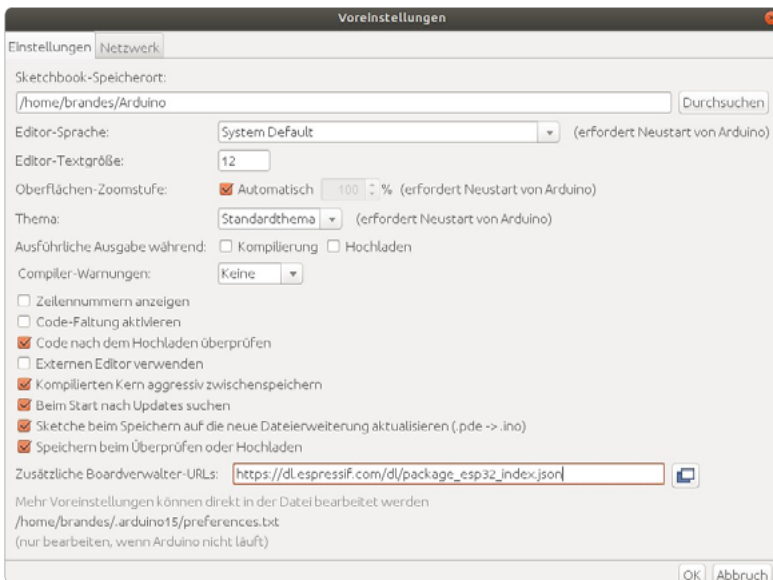 Voreinstellungen
Einstellungen Netzwerk
Sketchbook-Speicherort:
/home/brandes/Arduino Durchsuchen
Editor-Sprache: System Default (erfordert Neustart von Arduino)
Editor-Textgröße: 12
Oberflächen-Zoomstufe: Automatisch 100 % (erfordert Neustart von Arduino)
Thema: Standardthema (erfordert Neustart von Arduino)
Ausführliche Ausgabe während: Kompilierung Hochladen
Compiler-Warnungen: Keine
Zeilennummern anzeigen
Code-Faltung aktivieren
Code nach dem Hochladen überprüfen
Externen Editor verwenden
Kompilierten Kern aggressiv zwischenspeichern
Beim Start nach Updates suchen
Sketche beim Speichern auf die neue Dateierweiterung aktualisieren (.pde -> .ino)
Speichern beim Überprüfen oder Hochladen
Zusätzliche Boardverwalter-URLs: https://dl.espressif.com/dl/package_esp32_index.json
Mehr Voreinstellungen können direkt in der Datei bearbeitet werden
/home/brandes/.arduino15/preferences.txt
(nur bearbeiten, wenn Arduino nicht läuft)
OK Abbruch